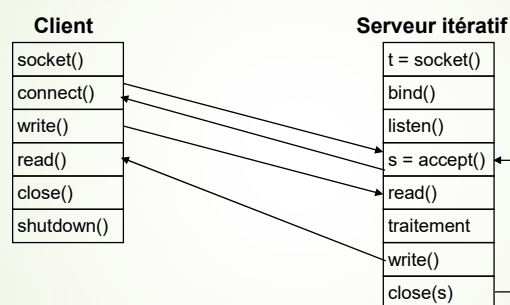 Client
socket()
connect()
write()
read()
close()
shutdown()
Serveur itératif
t = socket()
bind()
listen()
s = accept()
read()
traitement
write()
close(s)